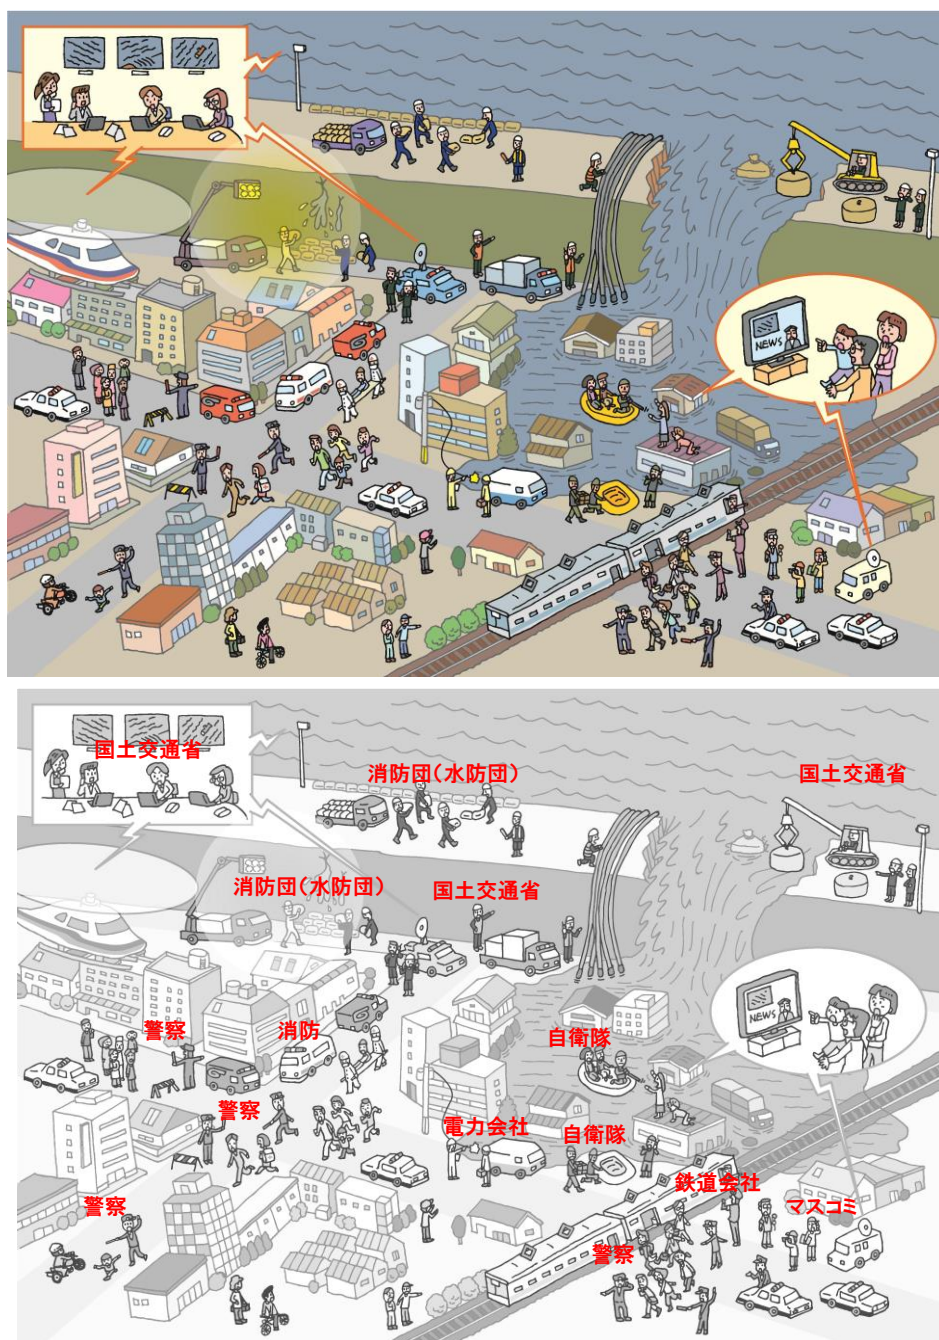 NEWS
国土交通省
消防団(水防団)
国土交通省
消防団(水防団)
国土交通省
NEWS
警察
消防
自衛隊
警察
電力会社
自衛隊
鉄道会社
警察
マスコミ
警察